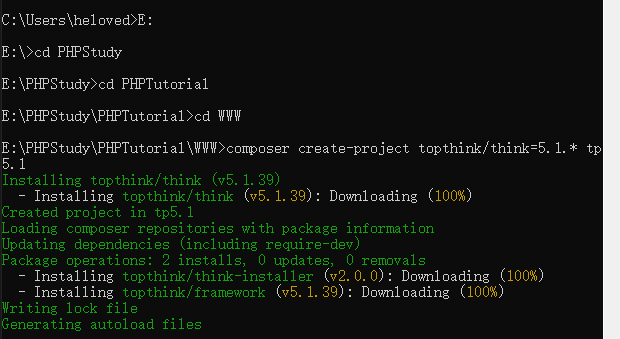 C:\Users\heloved>E:
E:\>cd PHPStudy
E:\PHPStudy>cd PHPTutorial
E:\PHPStudy\PHPTutorial>cd WWW
E:\PHPStudy\PHPTutorial\WWW>composer create-project topthink/think=5.1.* tp
5.1
Installing topthink/think (v5.1.39)
  - Installing topthink/think (v5.1.39): Downloading (100%)
Created project in tp5.1
Loading composer repositories with package information
Updating dependencies (including require-dev)
Package operations: 2 installs, 0 updates, 0 removals
  - Installing topthink/think-installer (v2.0.0): Downloading (100%)
  - Installing topthink/framework (v5.1.39): Downloading (100%)
Writing lock file
Generating autoload files